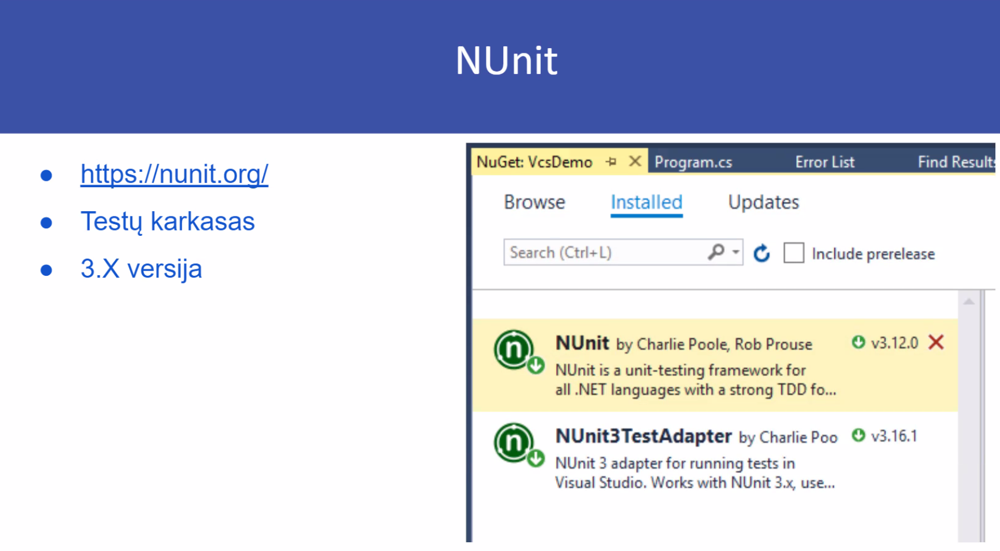 NUnit
https://nunit.org/
Testų karkasas
3.X versija
NuGet: VcsDemo Program.cs Error List Find Results
Browse Installed Updates
Search (Ctrl+L) Include prerelease
NUnit by Charlie Poole, Rob Prouse v3.12.0
NUnit is a unit-testing framework for
all .NET languages with a strong TDD fo...
NUnit3TestAdapter by Charlie Poo v3.16.1
NUnit 3 adapter for running tests in
Visual Studio. Works with NUnit 3.x, use...